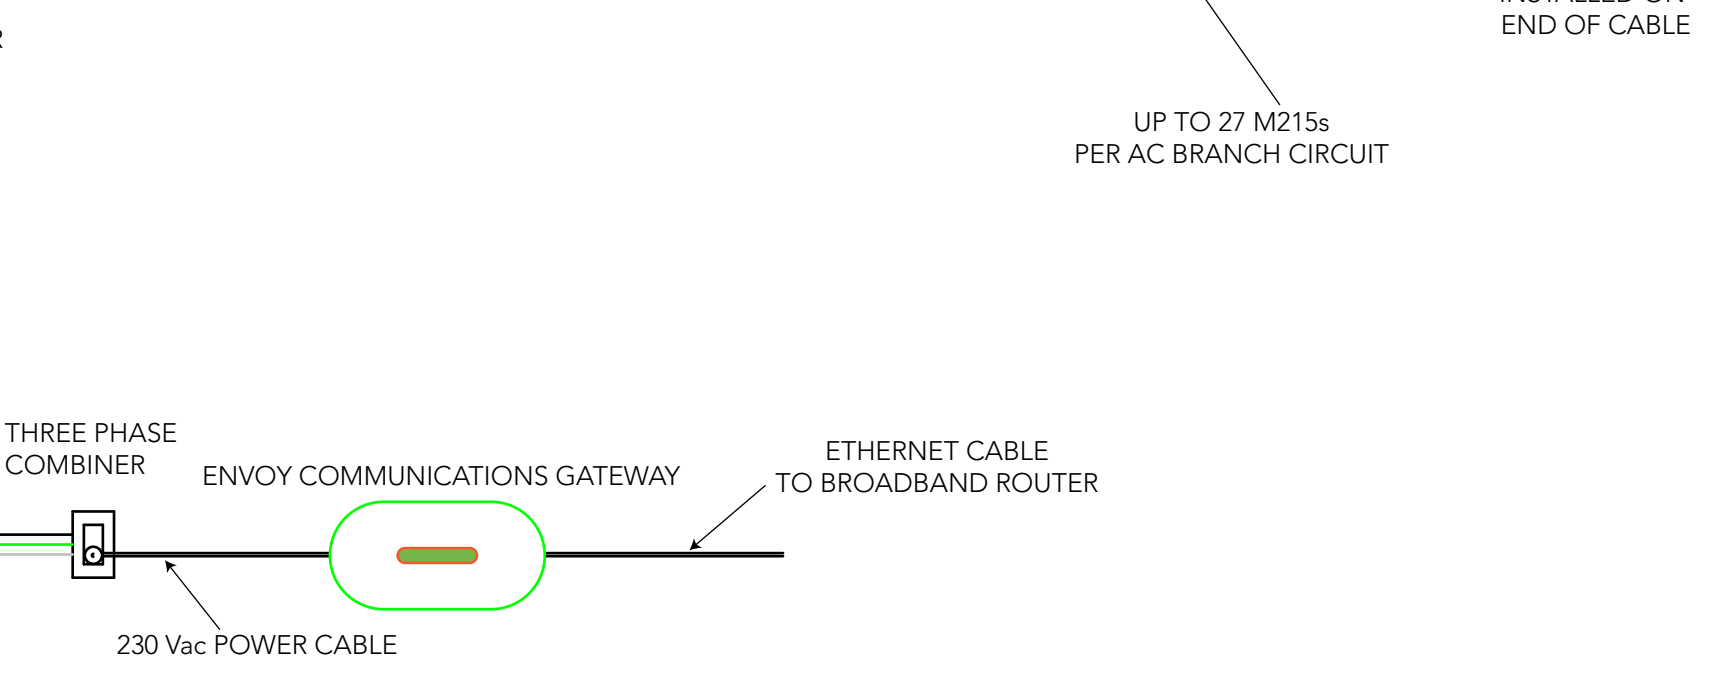 END OF CABLE
UP TO 27 M215s
PER AC BRANCH CIRCUIT
THREE PHASE
COMBINER
ENVOY COMMUNICATIONS GATEWAY
ETHERNET CABLE
TO BROADBAND ROUTER
230 Vac POWER CABLE